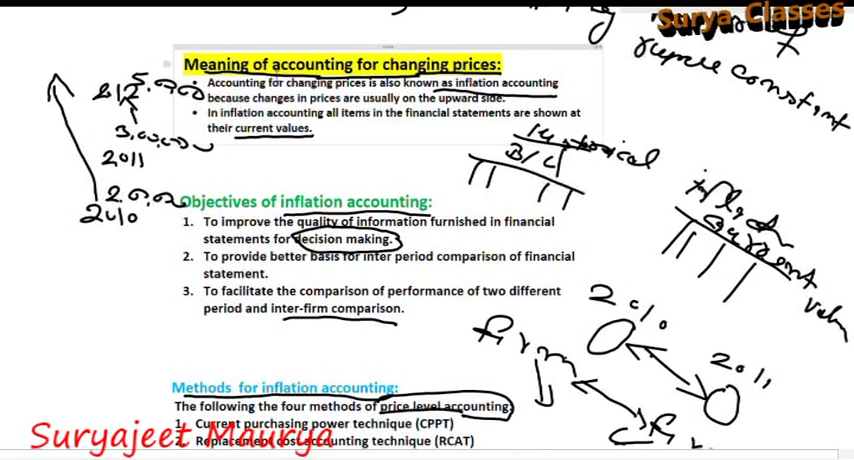 Surya Classes
rupee constant
Meaning of accounting for changing prices:
• Accounting for changing prices is also known as inflation accounting
because changes in prices are usually on the upward side.
• In inflation accounting all items in the financial statements are shown at
their current values.
2011
2010
B/C
Objectives of inflation accounting:
1. To improve the quality of information furnished in financial
statements for decision making.
2. To provide better basis for inter period comparison of financial
statement.
3. To facilitate the comparison of performance of two different
period and inter-firm comparison.
2010
2011
firm
Methods for inflation accounting:
The following the four methods of price level accounting:
1. Current purchasing power technique (CPPT)
2. Replacement cost accounting technique (RCAT)
Suryajeet Maurya